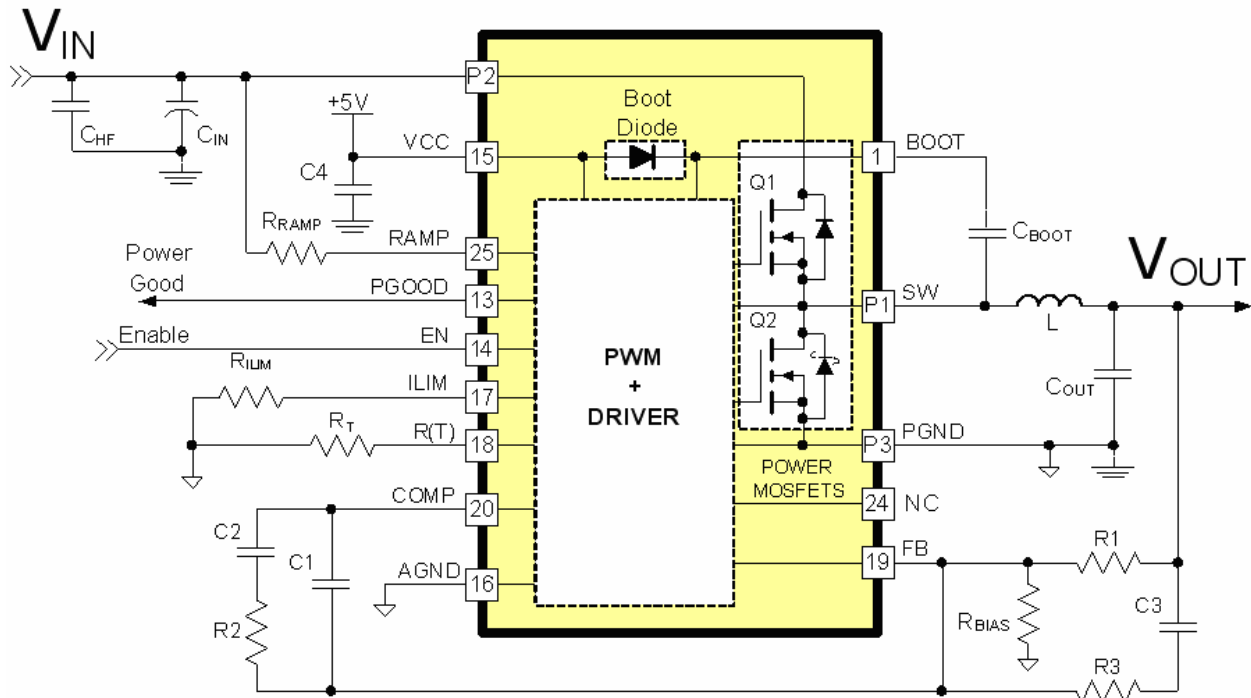 VIN
P2
CHF
CIN
+5V
Boot
Diode
VCC
15
1
BOOT
C4
Q1
CBOOT
RRAMP
RAMP
25
Power
Good
PGOOD
13
VOUT
P1
SW
L
Enable
EN
14
Q2
PWM
+
DRIVER
RILIM
ILIM
17
COUT
RT
R(T)
18
P3
PGND
POWER
MOSFETS
COMP
20
24
NC
C2
C1
19
FB
R1
AGND
16
RBIAS
C3
R2
R3